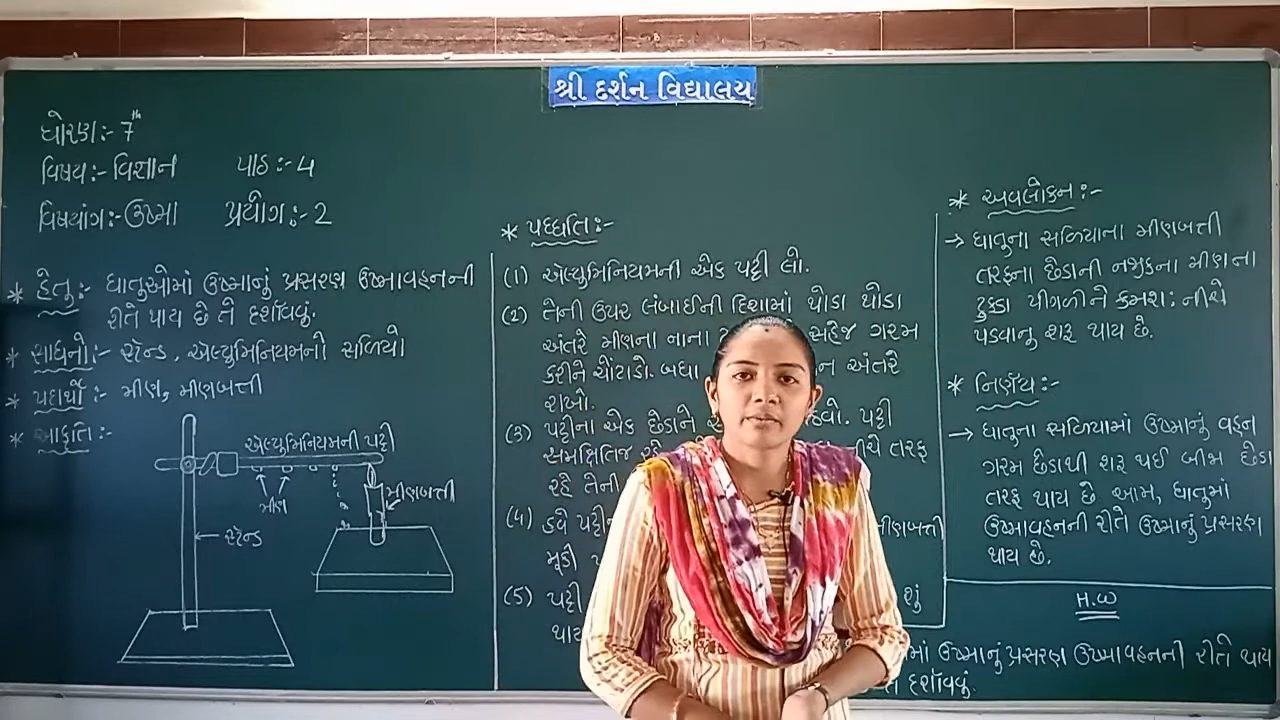 શ્રી દર્શન વિદ્યાલય
ધોરણ:- 7th
વિષય:- વિજ્ઞાન પાઠ :- 4
વિષયાંગ:- ઉષ્મા પ્રયોગ :- 2
* હેતુ :- ધાતુઓમાં ઉષ્માનું પ્રસરણ ઉષ્માવહનની
રીતે થાય છે તે દર્શાવવું.
* સાધનો :- સ્ટેન્ડ, એલ્યુમિનિયમનો સળિયો
* પદાર્થો :- મીણ, મીણબત્તી
* આકૃતિ :-
એલ્યુમિનિયમની પટ્ટી
મીણ
મીણબત્તી
સ્ટેન્ડ
* પધ્ધતિ :-
(1) એલ્યુમિનિયમની એક પટ્ટી લો.
(2) તેની ઉપર લંબાઈની દિશામાં થોડા થોડા
અંતરે મીણના નાના સહેજ ગરમ
કરીને ચોંટાડો. બધા અંતરે
રાખો.
(3) પટ્ટીના એક છેડાને પટ્ટી
સમક્ષિતિજ નીચે તરફ
રહે તેની
(4) હવે મીણબત્તી
મૂકી
(5) પટ્ટી શું
* અવલોકન :-
→ ધાતુના સળિયાના મીણબત્તી
તરફના છેડાની નજીકના મીણના
ટુકડા પીગળીને ક્રમશ: નીચે
પડવાનુ શરૂ થાય છે.
* નિર્ણય :-
→ ધાતુના સળિયામાં ઉષ્માનું વહન
ગરમ છેડાથી શરૂ થઈ બીજા છેડા
તરફ થાય છે આમ, ધાતુમાં
ઉષ્માવહનની રીતે ઉષ્માનું પ્રસરણ
થાય છે.
H.W
ઉષ્માનું પ્રસરણ ઉષ્માવહનની રીતે થાય
દર્શાવવું.